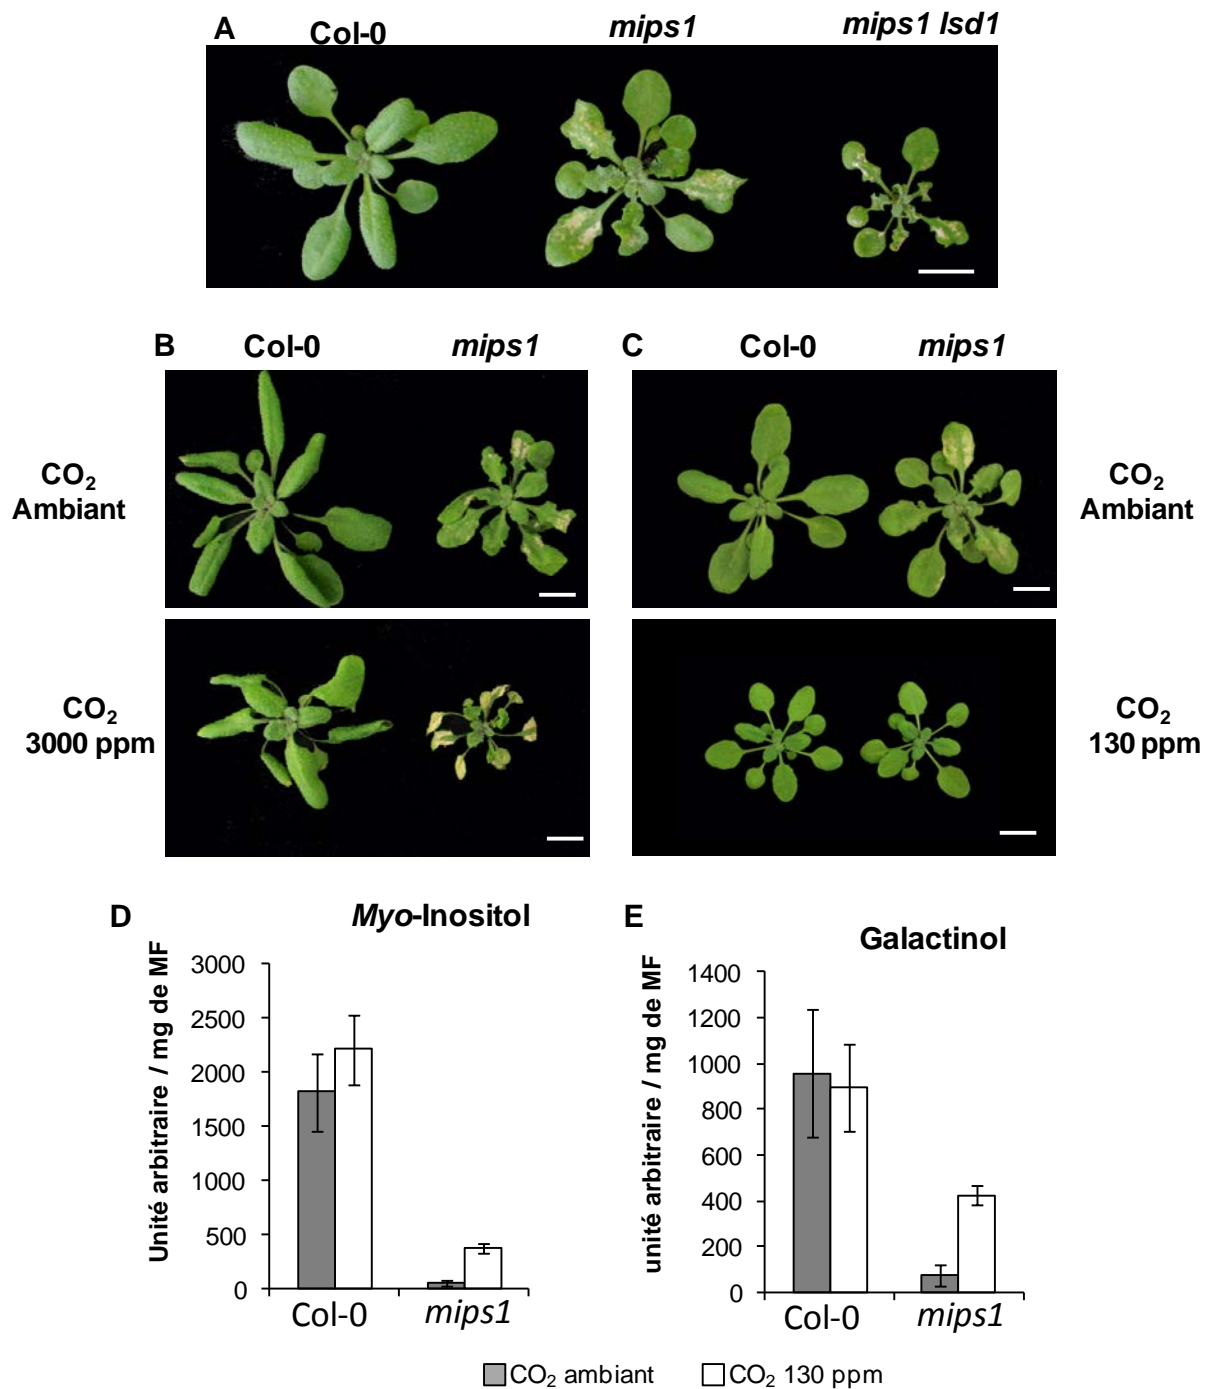 A Col-0 mips1 mips1 lsd1
B Col-0 mips1 C Col-0 mips1
CO₂
Ambiant
CO₂
Ambiant
CO₂
3000 ppm
CO₂
130 ppm
D Myo-Inositol
Unité arbitraire / mg de MF
3000
2500
2000
1500
1000
500
0
Col-0 mips1
E Galactinol
unité arbitraire / mg de MF
1400
1200
1000
800
600
400
200
0
Col-0 mips1
CO₂ ambiant CO₂ 130 ppm